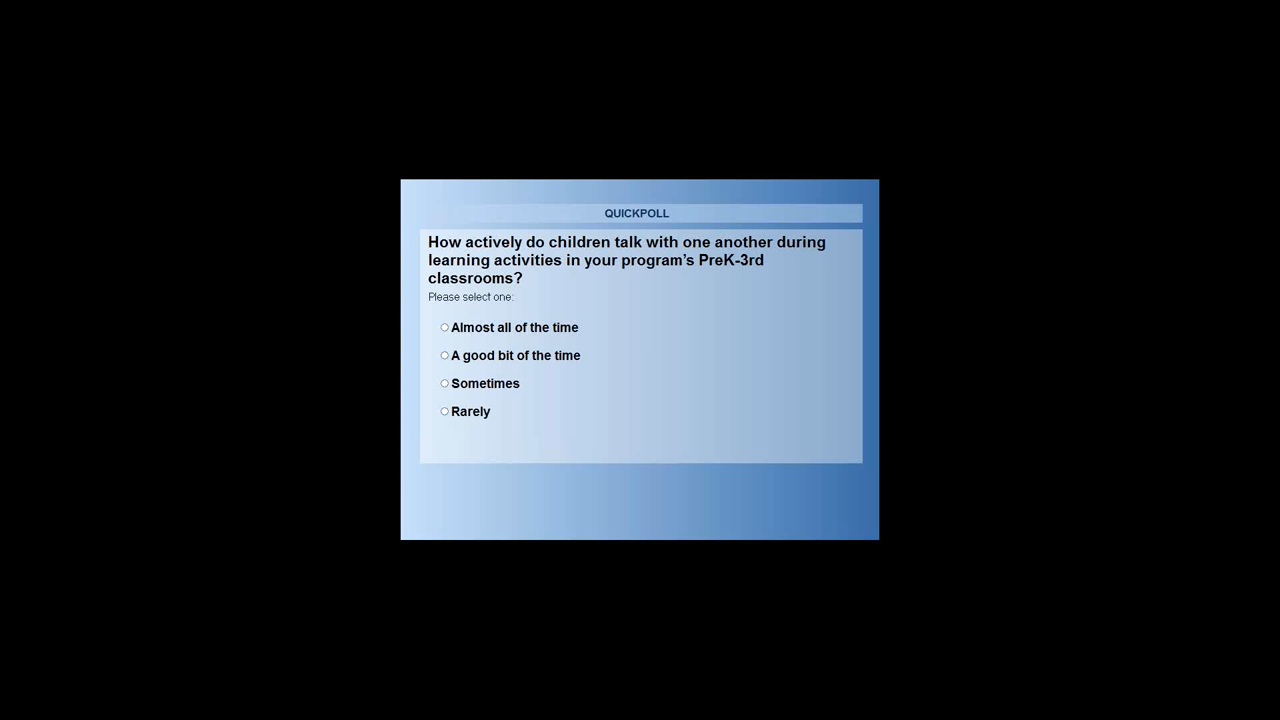 QUICKPOLL
How actively do children talk with one another during
learning activities in your program’s PreK-3rd
classrooms?
Please select one:
Almost all of the time
A good bit of the time
Sometimes
Rarely